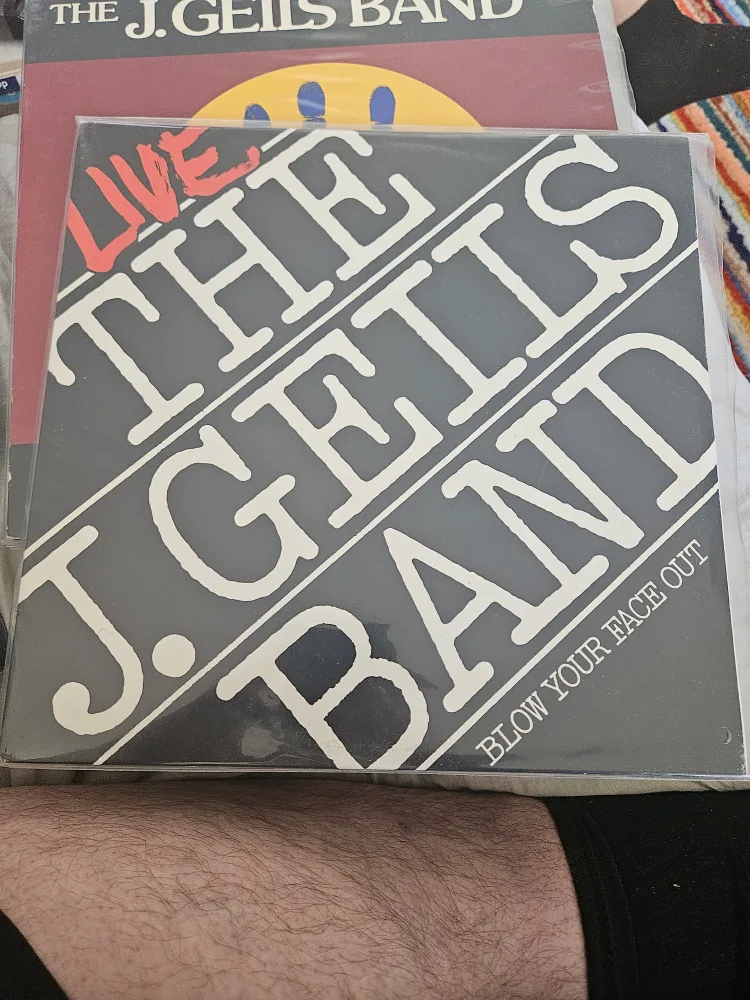 THE J. GEILS BAND
LIVE
THE
J. GEILS
BAND
BLOW YOUR FACE OUT